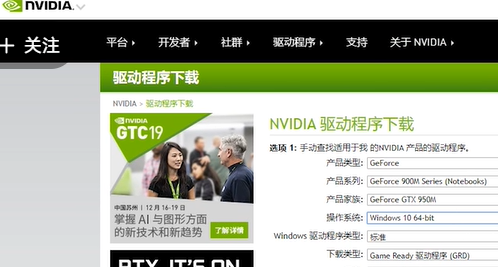 NVIDIA.
+ 关注
平台 开发者 社群 驱动程序 支持 关于 NVIDIA
驱动程序下载
NVIDIA > 驱动程序下载
NVIDIA
GTC19
中国苏州 | 12月 16-19日
掌握 AI 与图形方面
的新技术和新趋势
了解详情
RTX. IT'S ON
NVIDIA 驱动程序下载
选项 1: 手动查找适用于我的NVIDIA 产品的驱动程序。
产品类型: GeForce
产品系列: GeForce 900M Series (Notebooks)
产品家族: GeForce GTX 950M
操作系统: Windows 10 64-bit
Windows 驱动程序类型: 标准
下载类型: Game Ready 驱动程序 (GRD)